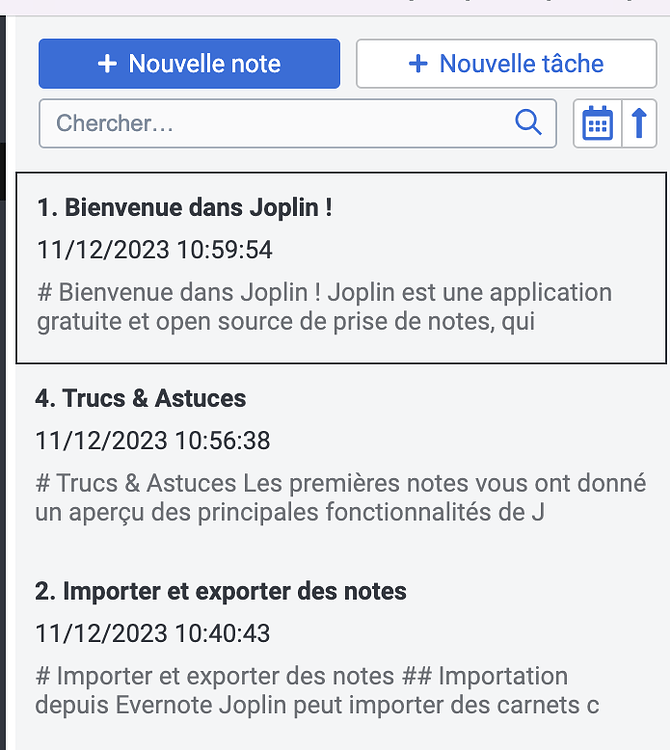 + Nouvelle note
+ Nouvelle tâche
Chercher...
1. Bienvenue dans Joplin !
11/12/2023 10:59:54
# Bienvenue dans Joplin ! Joplin est une application
gratuite et open source de prise de notes, qui
4. Trucs & Astuces
11/12/2023 10:56:38
# Trucs & Astuces Les premières notes vous ont donné
un aperçu des principales fonctionnalités de J
2. Importer et exporter des notes
11/12/2023 10:40:43
# Importer et exporter des notes ## Importation
depuis Evernote Joplin peut importer des carnets c